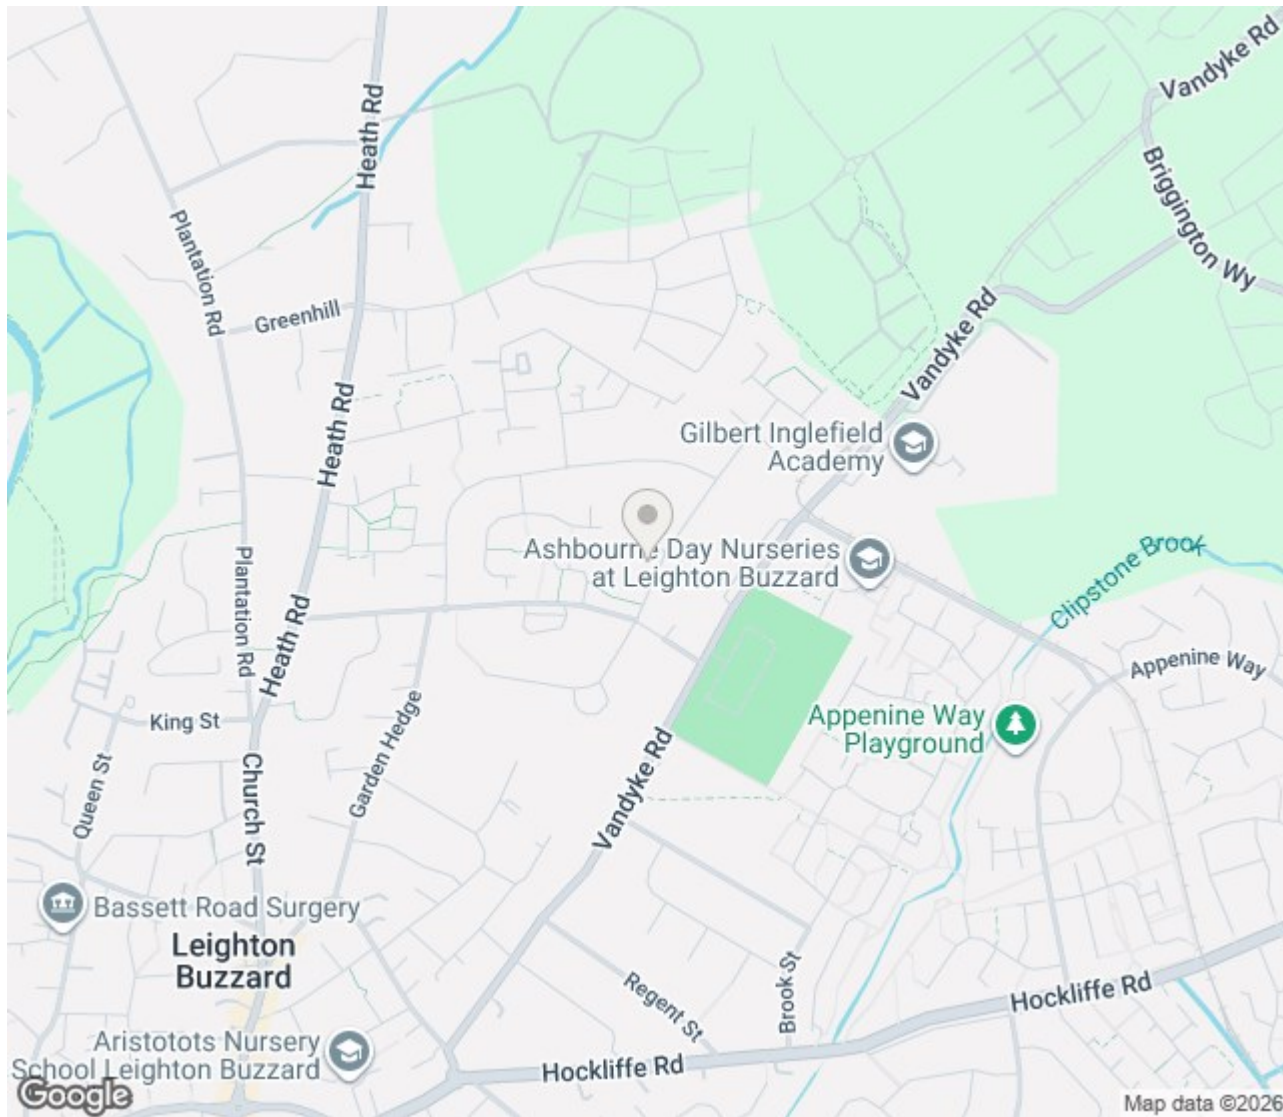 Vandyke Rd
Heath Rd
Briggington Wy
Plantation Rd
Greenhill
Vandyke Rd
Heath Rd
Gilbert Inglefield
Academy
Ashbourne Day Nurseries
at Leighton Buzzard
Clipstone Brook
Plantation Rd
Heath Rd
Appenine Way
King St
Garden Hedge
Appenine Way
Playground
Queen St
Church St
Vandyke Rd
Bassett Road Surgery
Leighton
Buzzard
Regent St
Brook St
Hockliffe Rd
Aristotots Nursery
School Leighton Buzzard
Hockliffe Rd
Google
Map data ©2026